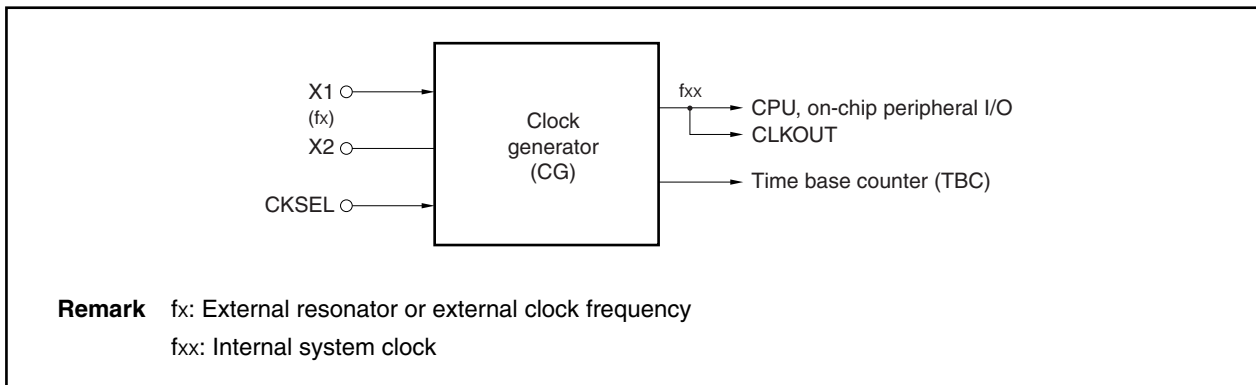 X1
(fx)
X2
CKSEL
Clock
generator
(CG)
fxx
CPU, on-chip peripheral I/O
CLKOUT
Time base counter (TBC)
Remark fx: External resonator or external clock frequency
fxx: Internal system clock